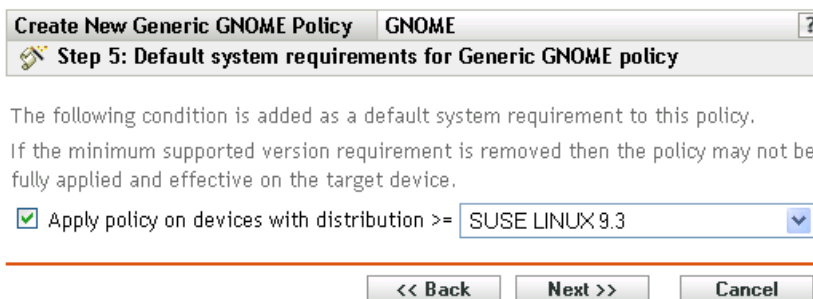 Create New Generic GNOME Policy GNOME ?
Step 5: Default system requirements for Generic GNOME policy
The following condition is added as a default system requirement to this policy.
If the minimum supported version requirement is removed then the policy may not be
fully applied and effective on the target device.
Apply policy on devices with distribution >= SUSE LINUX 9.3
<< Back Next >> Cancel